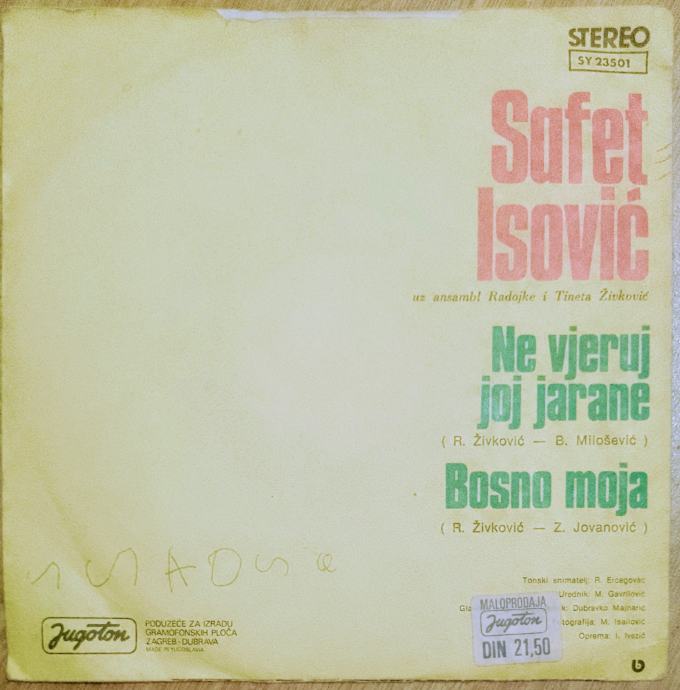 STEREO
SY 23501
Safet
Isović
uz ansambl Radojke i Tineta Živković
Ne vjeruj
joj jarane
( R. Živković — B. Milošević )
Bosno moja
( R. Živković — Z. Jovanović )
Tonski snimatelj: R. Ercegovac
Urednik: M. Gavrilović
Dubravko Majnarić
M. Isailović
Oprema: I. Ivezić
MALOPRODAJA
Jugoton
DIN 21,50
Jugoton
PODUZEĆE ZA IZRADU
GRAMOFONSKIH PLOČA
ZAGREB - DUBRAVA
MADE IN YUGOSLAVIA
b